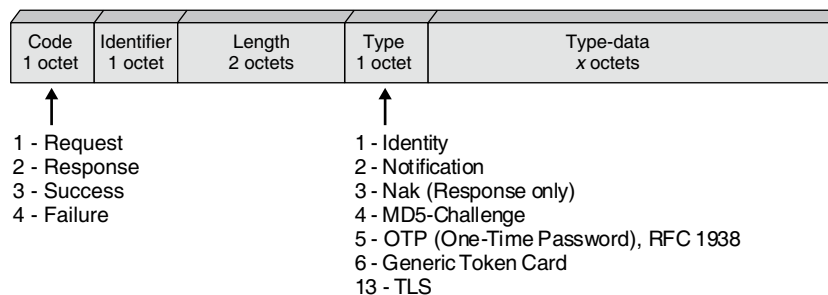 Code Identifier Length Type Type-data
1 octet 1 octet 2 octets 1 octet x octets
1 - Request
2 - Response
3 - Success
4 - Failure
1 - Identity
2 - Notification
3 - Nak (Response only)
4 - MD5-Challenge
5 - OTP (One-Time Password), RFC 1938
6 - Generic Token Card
13 - TLS